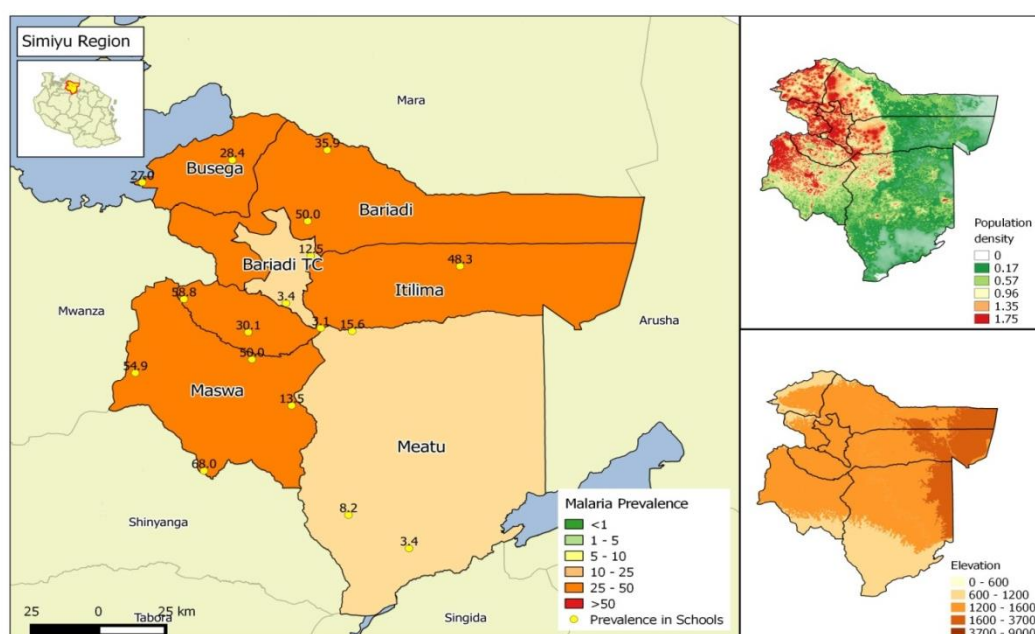 Simiyu Region
Mara
35.9
28.4
Busega
27.0
Bariadi
50.0
12.5
Bariadi TC
48.3
Itilima
58.8
3.4
Mwanza
3.1
15.6
Arusha
30.1
50.0
54.9
Maswa
13.5
Meatu
68.0
8.2
Shinyanga
3.4
Malaria Prevalence
<1
1 - 5
5 - 10
10 - 25
25 - 50
>50
Prevalence in Schools
25 0 25 km
Tabora
Singida
Population
density
0
0.17
0.57
0.96
1.35
1.75
Elevation
0 - 600
600 - 1200
1200 - 1600
1600 - 3700
3700 - 9000